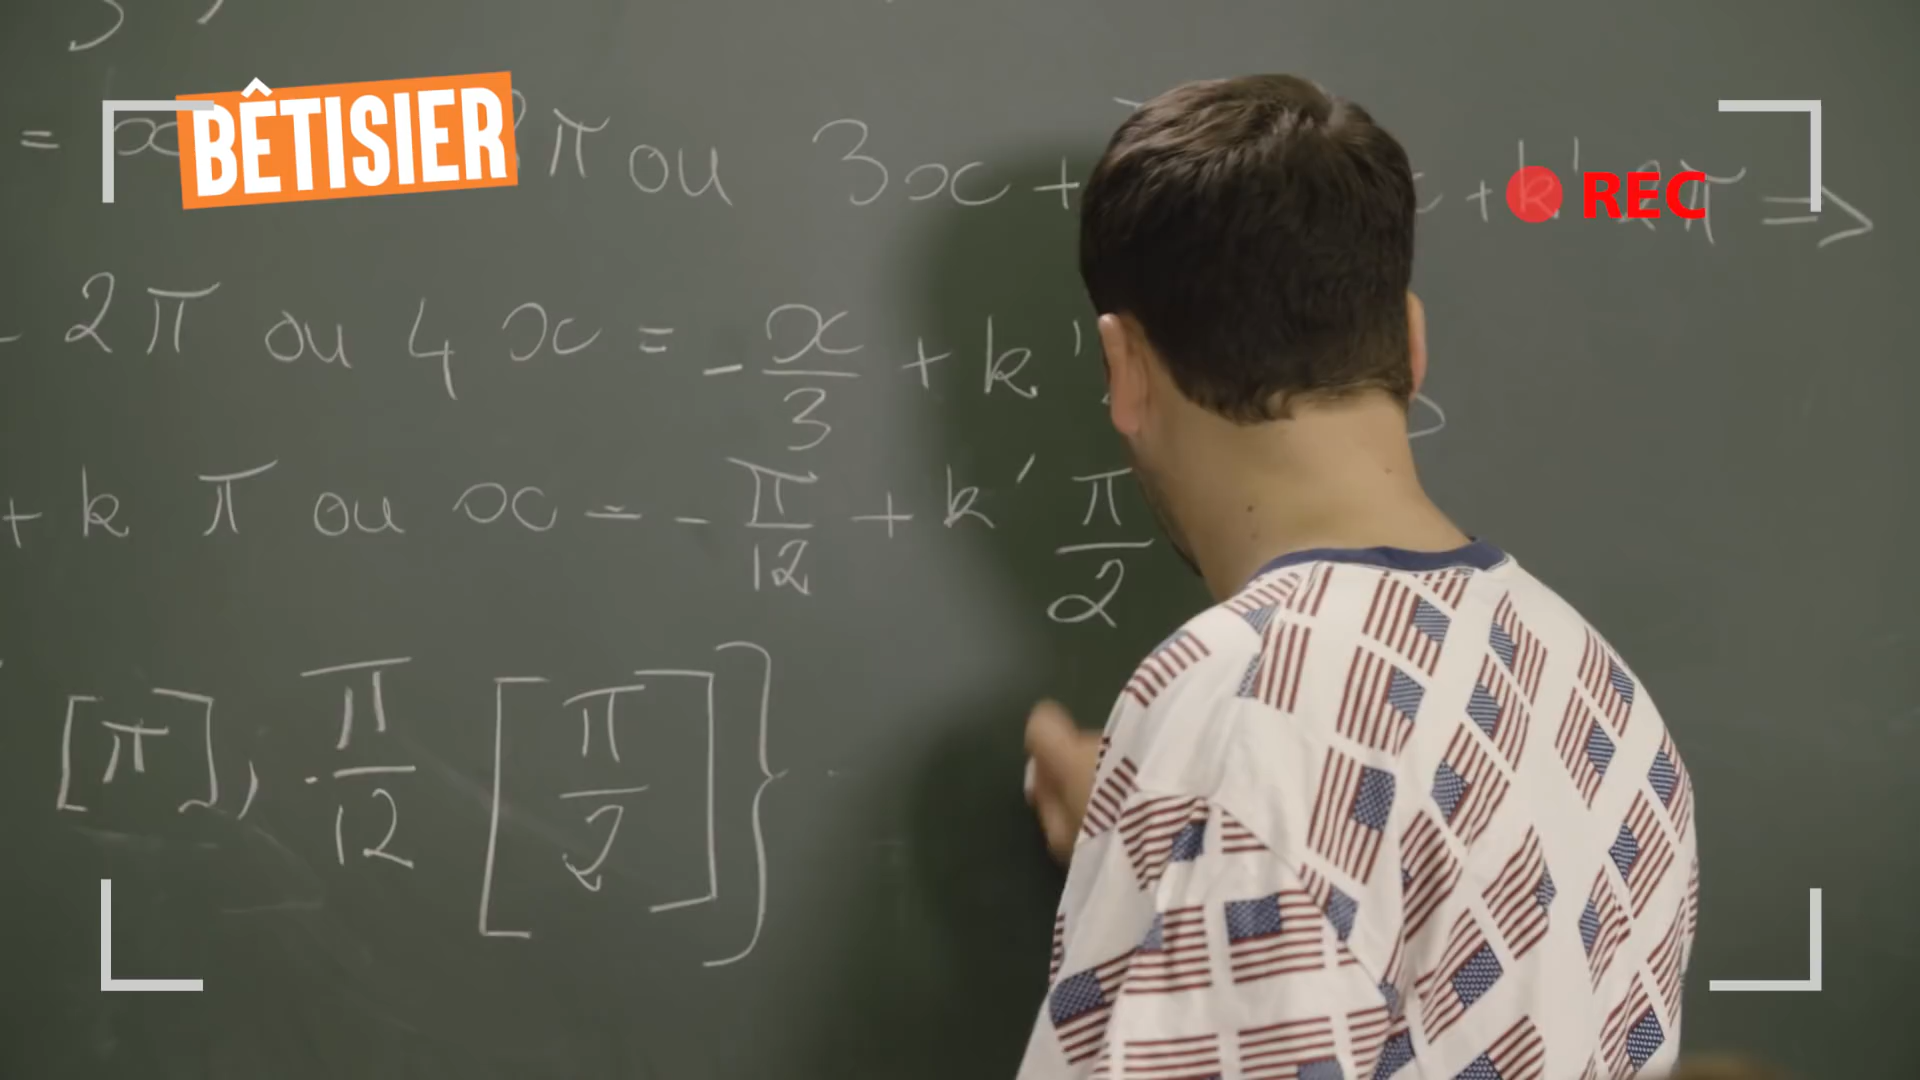 BÊTISIER
REC
= x π ou 3x + + k' 2π ⇒
2π ou 4x = - x/3 + k'
+ k π ou x = - π/12 + k' π/2
[π], - π/12 [π/2] }